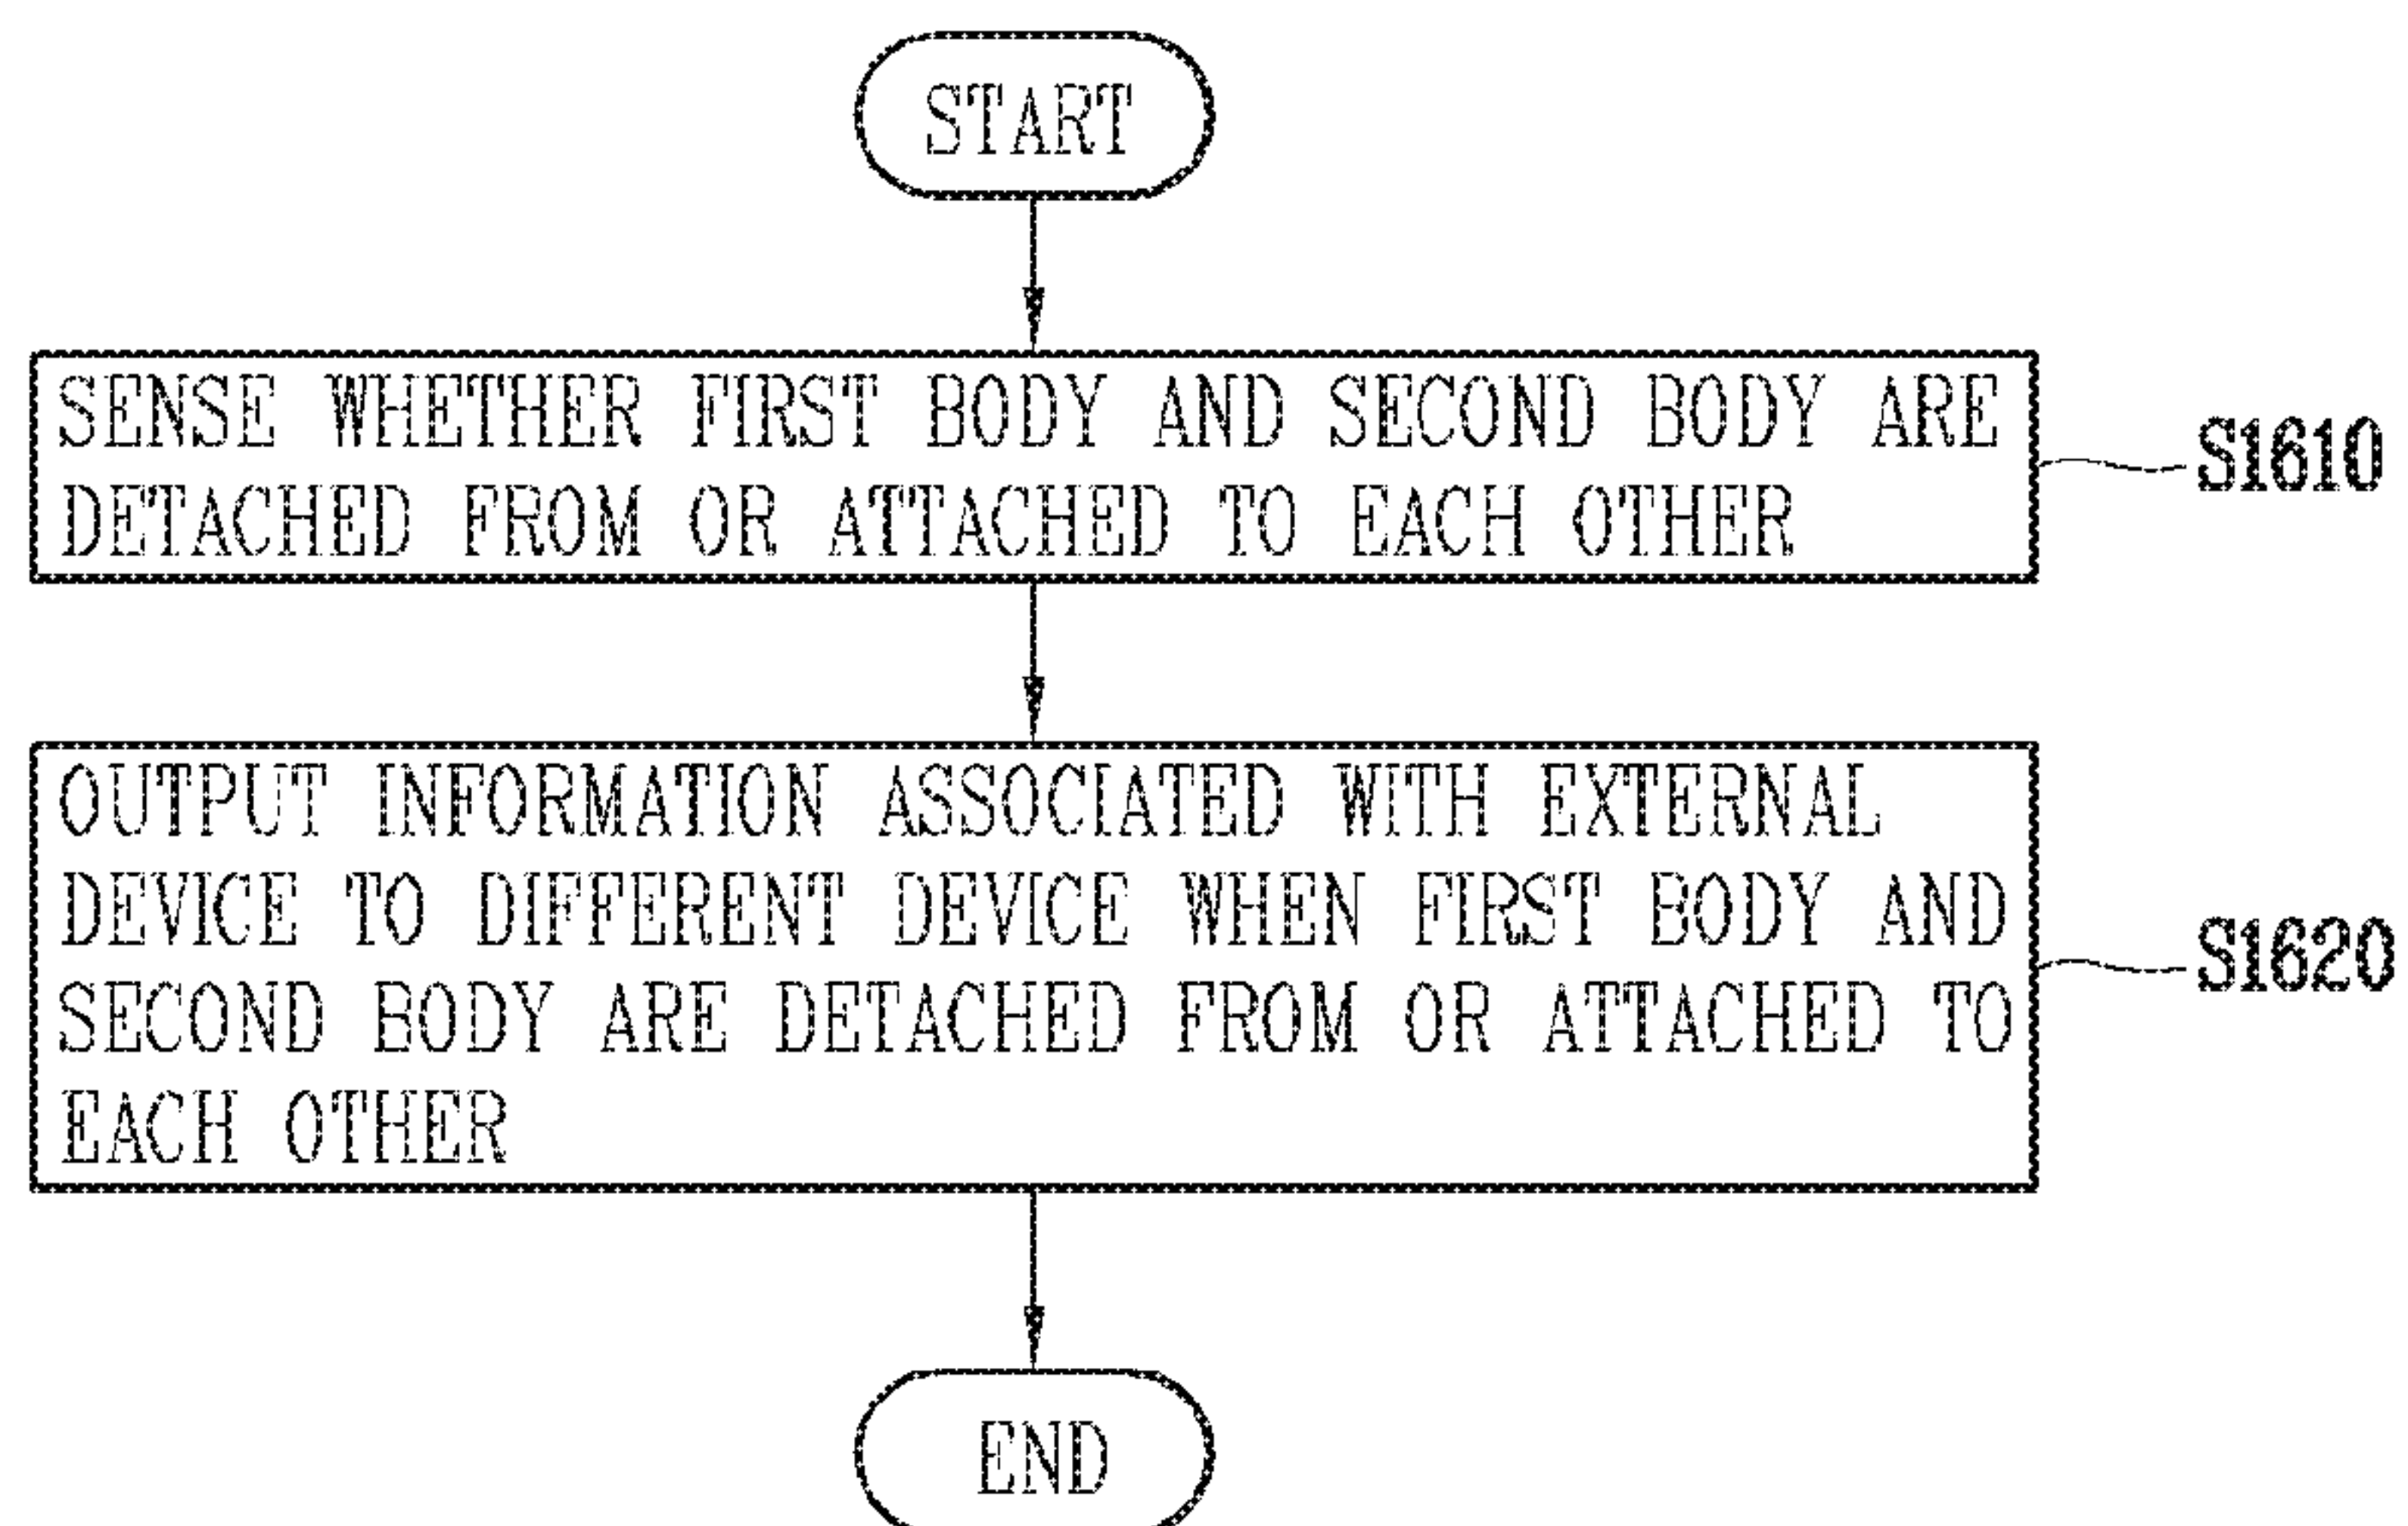 START
SENSE WHETHER FIRST BODY AND SECOND BODY ARE
DETACHED FROM OR ATTACHED TO EACH OTHER
S1610
OUTPUT INFORMATION ASSOCIATED WITH EXTERNAL
DEVICE TO DIFFERENT DEVICE WHEN FIRST BODY AND
SECOND BODY ARE DETACHED FROM OR ATTACHED TO
EACH OTHER
S1620
END